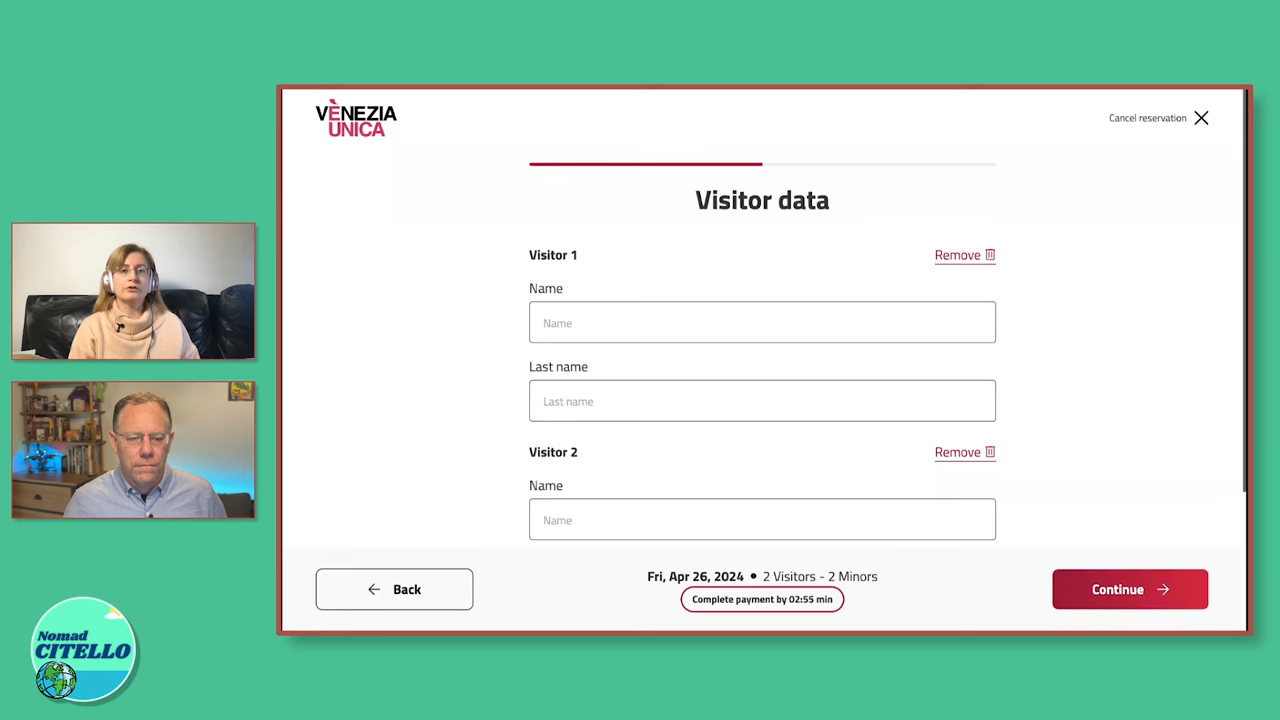 VÈNEZIA
UNICA
Cancel reservation
Visitor data
Visitor 1
Remove
Name
Name
Last name
Last name
Visitor 2
Remove
Name
Name
Back
Fri, Apr 26, 2024 • 2 Visitors - 2 Minors
Complete payment by 02:55 min
Continue
Nomad
CITELLO